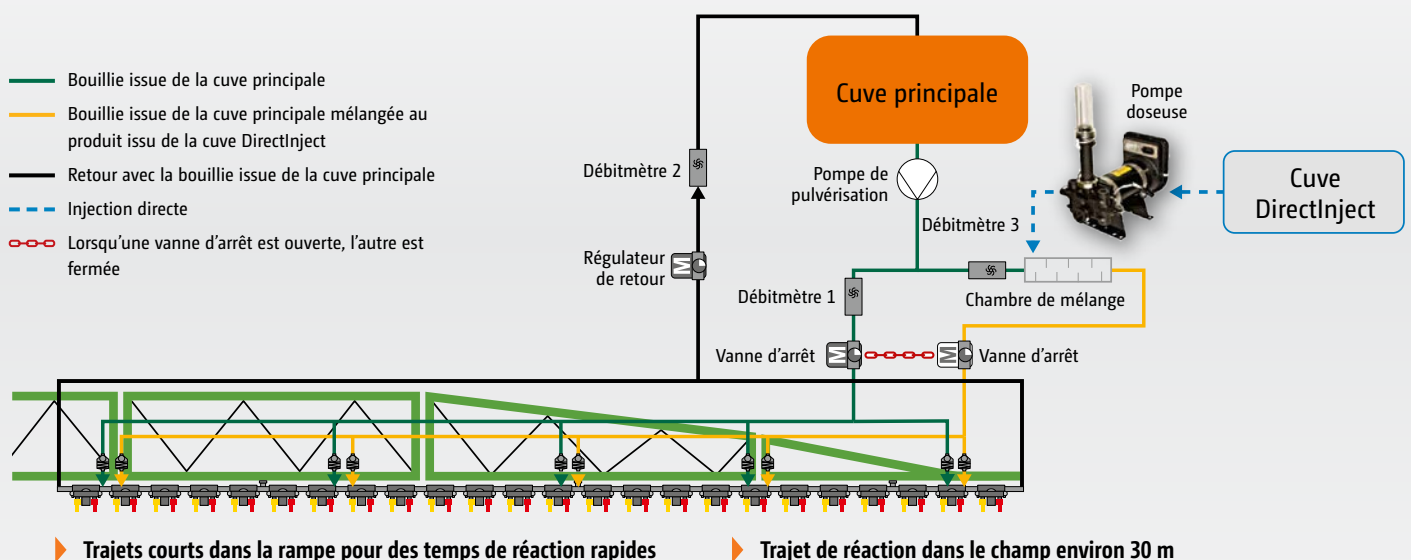 Bouillie issue de la cuve principale
Bouillie issue de la cuve principale mélangée au
produit issu de la cuve DirectInject
Retour avec la bouillie issue de la cuve principale
Injection directe
Lorsqu'une vanne d'arrêt est ouverte, l'autre est
fermée
Cuve principale
Pompe
doseuse
Débitmètre 2
Pompe de
pulvérisation
Cuve
DirectInject
Débitmètre 3
Régulateur
de retour
M
Débitmètre 1
Chambre de mélange
Vanne d'arrêt
M
M
Vanne d'arrêt
Trajets courts dans la rampe pour des temps de réaction rapides
Trajet de réaction dans le champ environ 30 m